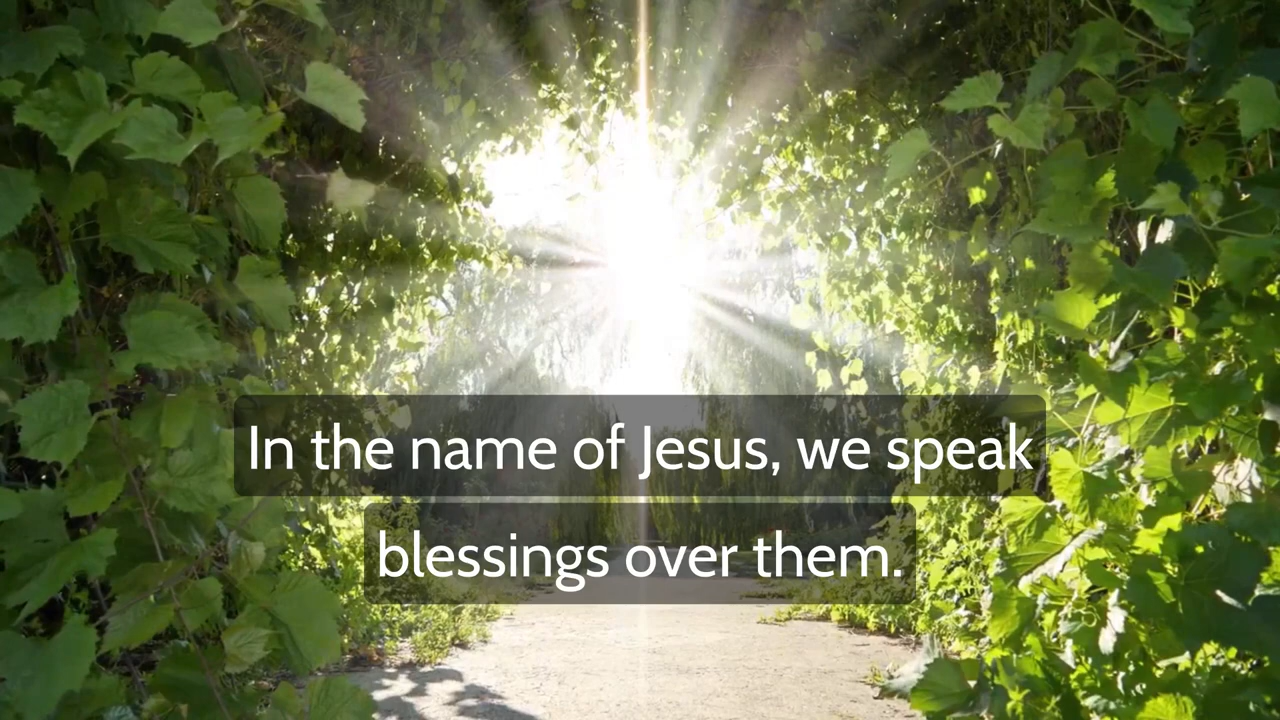 In the name of Jesus, we speak
blessings over them.